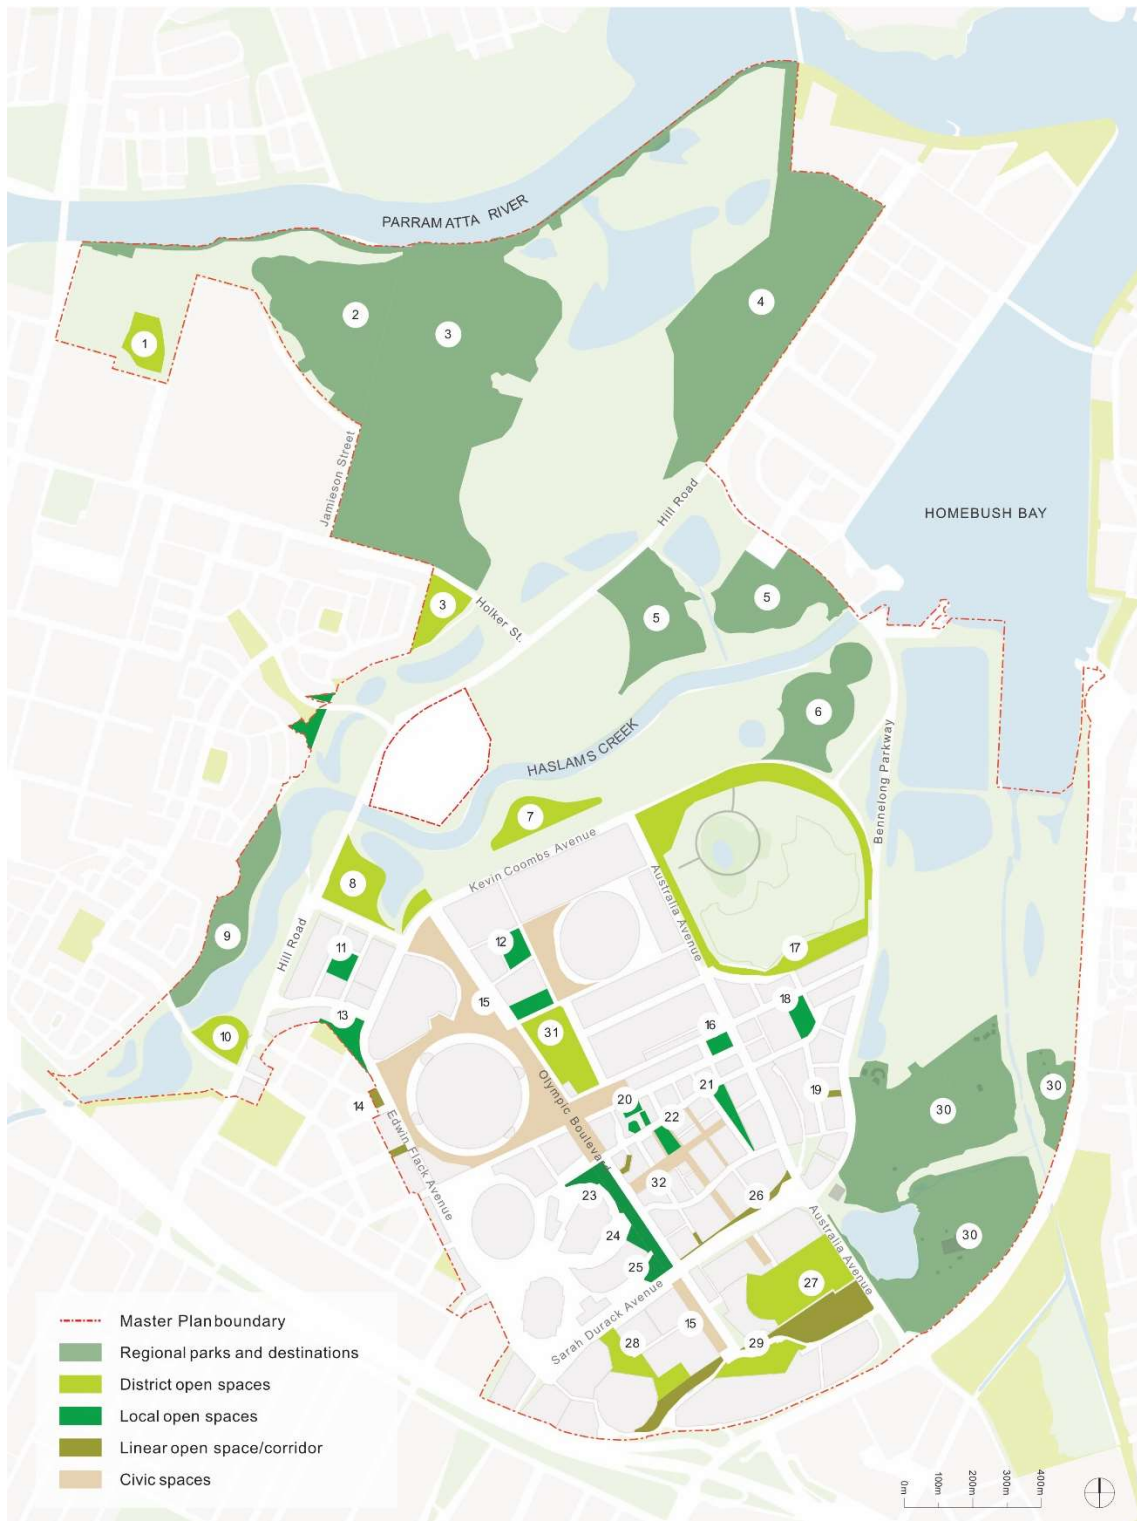 PARRAMATTA RIVER
4
2
3
1
Jamieson Street
Hill Road
HOMEBUSH BAY
5
5
3
Holker St.
6
HASLAMS CREEK
Bennelong Parkway
7
Kevin Coombs Avenue
8
Australia Avenue
9
Hill Road
11
12
17
15
18
13
10
31
16
30
30
Olympic Boulevard
21
19
20
14
22
Edwin Flack Avenue
32
23
26
24
30
25
Australia Avenue
27
Sarah Durack Avenue
15
28
29
Master Planboundary
Regional parks and destinations
District open spaces
Local open spaces
Linear open space/corridor
Civic spaces
0m
100m
200m
300m
400m